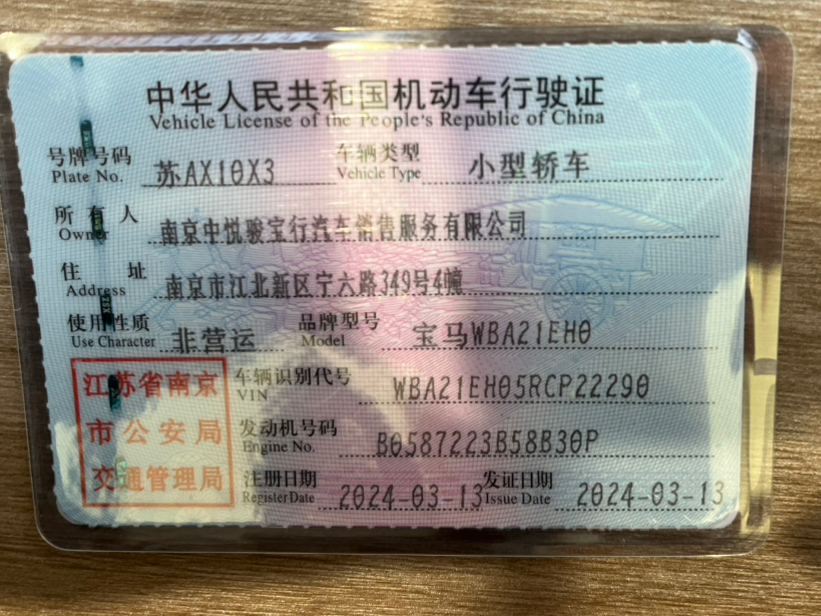 中华人民共和国机动车行驶证
Vehicle License of the People's Republic of China
号牌号码 Plate No. 苏AX10X3 车辆类型 Vehicle Type 小型轿车
所有人 Owner 南京中悦骏宝行汽车销售服务有限公司
住址 Address 南京市江北新区宁六路349号4幢
使用性质 Use Character 非营运 品牌型号 Model 宝马WBA21EH0
江苏省南京市公安局交通管理局
车辆识别代号 VIN WBA21EH05RCP22290
发动机号码 Engine No. B0587223B58B30P
注册日期 Register Date 2024-03-13 发证日期 Issue Date 2024-03-13